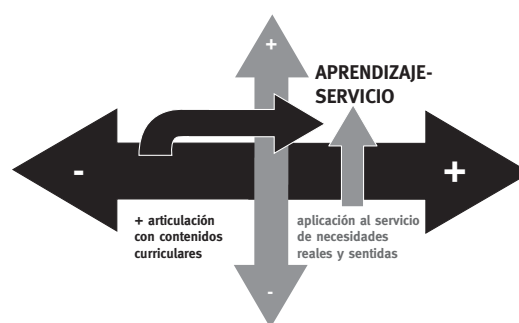 +
APRENDIZAJE-
SERVICIO
-
+
+ articulación
con contenidos
curriculares
aplicación al servicio
de necesidades
reales y sentidas
-